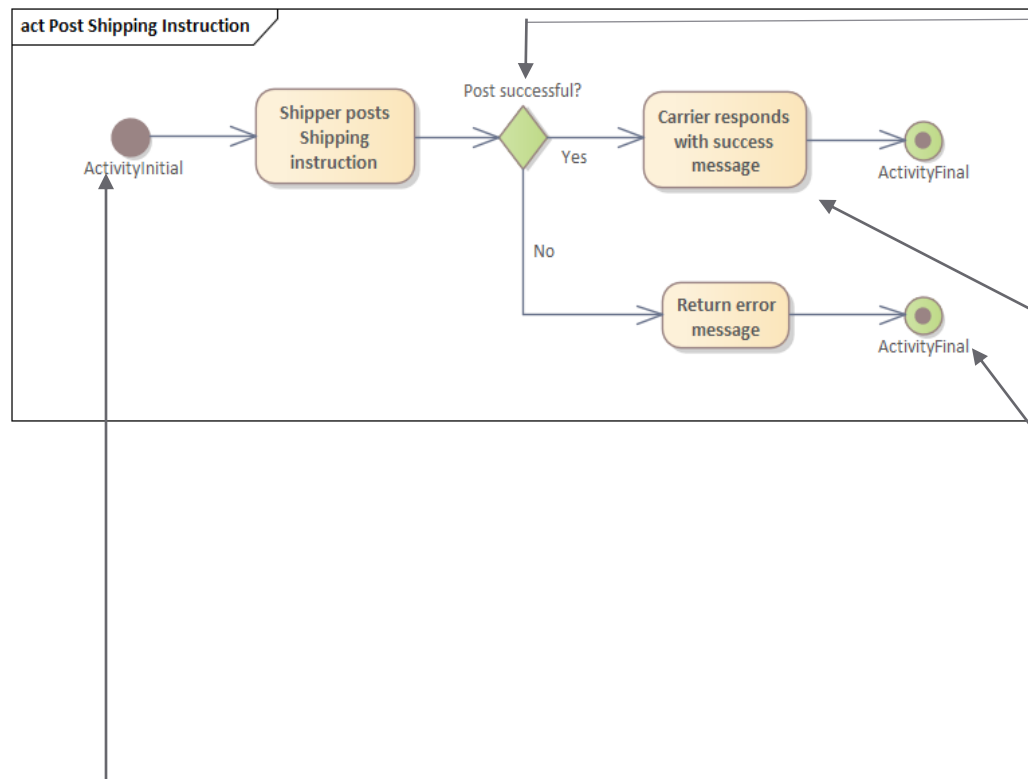 act Post Shipping Instruction
Post successful?
Shipper posts
Shipping
instruction
Carrier responds
with success
message
Yes
ActivityInitial
ActivityFinal
No
Return error
message
ActivityFinal